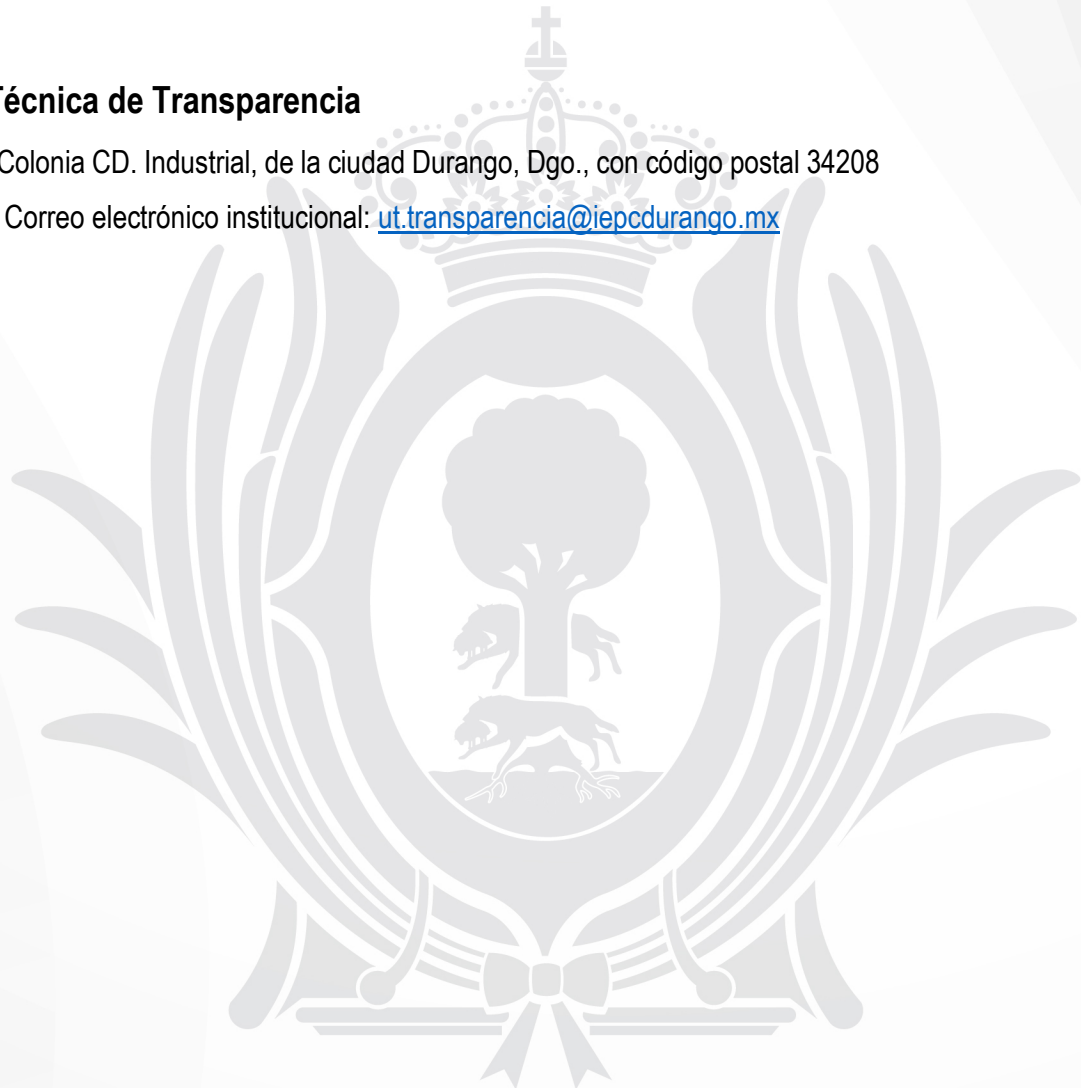 Técnica de Transparencia
Colonia CD. Industrial, de la ciudad Durango, Dgo., con código postal 34208
Correo electrónico institucional: ut.transparencia@iepcdurango.mx